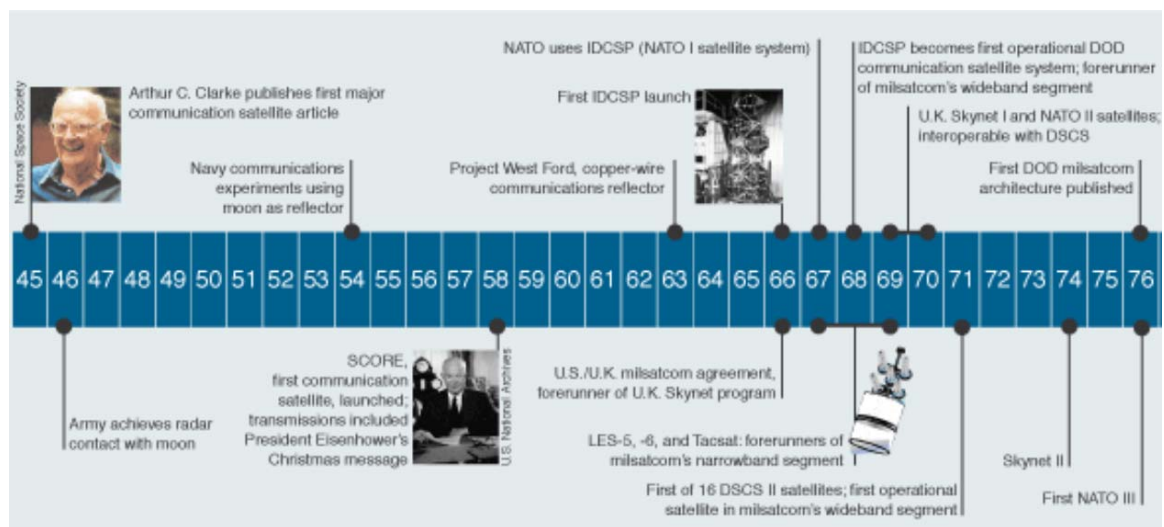 NATO uses IDCSP (NATO I satellite system)
IDCSP becomes first operational DOD
communication satellite system; forerunner
of milsatcom's wideband segment
National Space Society
Arthur C. Clarke publishes first major
communication satellite article
First IDCSP launch
U.K. Skynet I and NATO II satellites;
interoperable with DSCS
Navy communications
experiments using
moon as reflector
Project West Ford, copper-wire
communications reflector
First DOD milsatcom
architecture published
45 46 47 48 49 50 51 52 53 54 55 56 57 58 59 60 61 62 63 64 65 66 67 68 69 70 71 72 73 74 75 76
Army achieves radar
contact with moon
SCORE,
first communication
satellite, launched;
transmissions included
President Eisenhower's
Christmas message
U.S. National Archives
U.S./U.K. milsatcom agreement,
forerunner of U.K. Skynet program
LES-5, -6, and Tacsat: forerunners of
milsatcom's narrowband segment
First of 16 DSCS II satellites; first operational
satellite in milsatcom's wideband segment
Skynet II
First NATO III